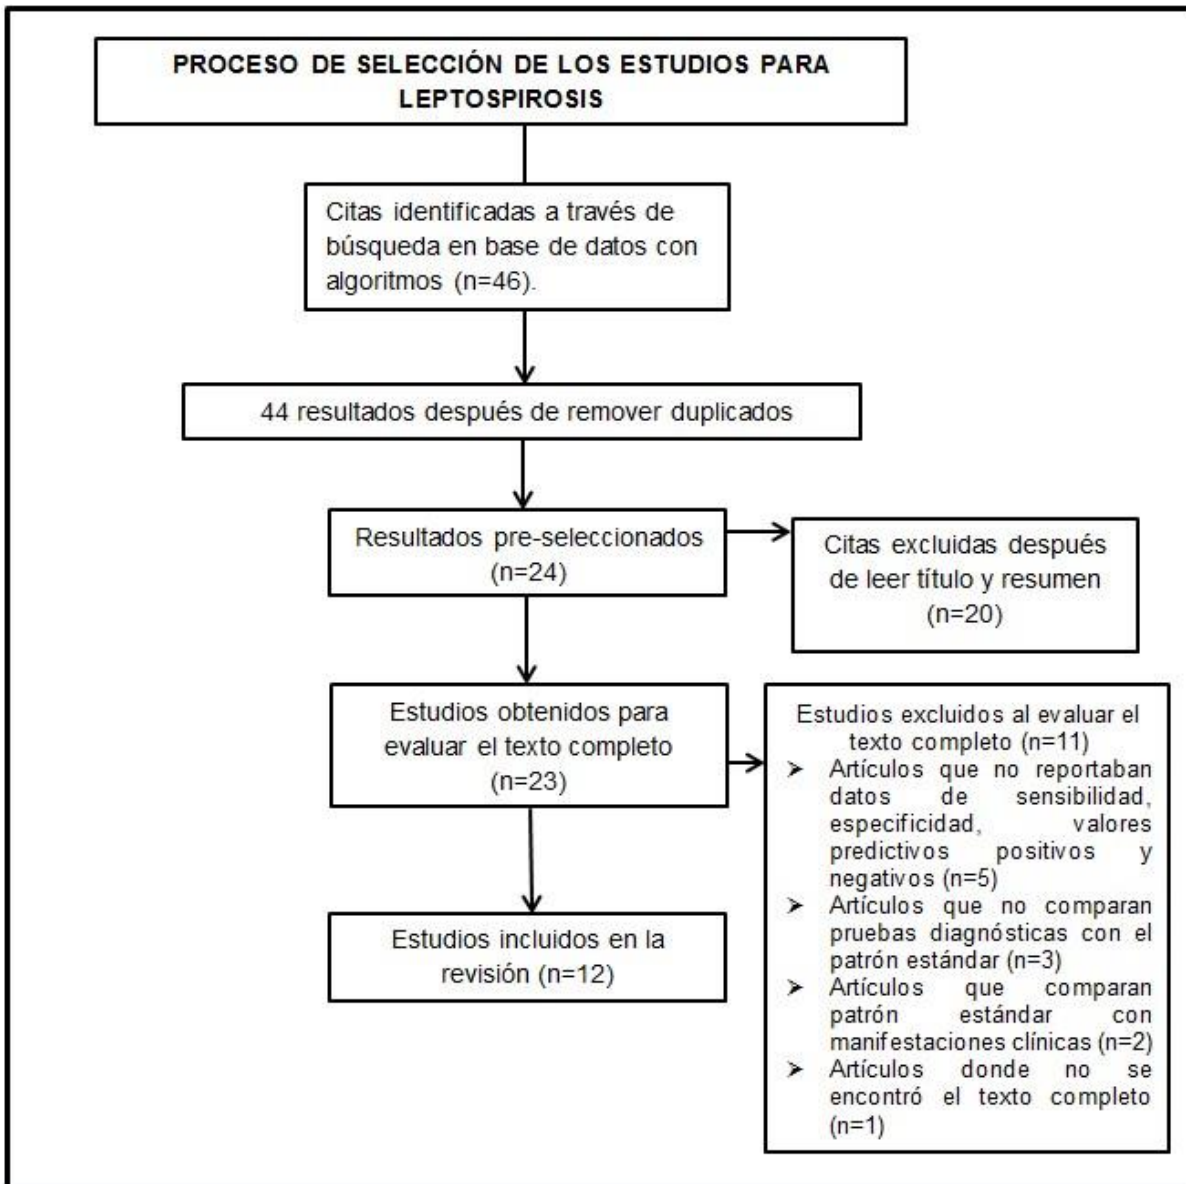 PROCESO DE SELECCIÓN DE LOS ESTUDIOS PARA
LEPTOSPIROSIS
Citas identificadas a través de
búsqueda en base de datos con
algoritmos (n=46).
44 resultados después de remover duplicados
Resultados pre-seleccionados
(n=24)
Citas excluidas después
de leer título y resumen
(n=20)
Estudios obtenidos para
evaluar el texto completo
(n=23)
Estudios excluidos al evaluar el
texto completo (n=11)
➤ Artículos que no reportaban
datos de sensibilidad,
especificidad, valores
predictivos positivos y
negativos (n=5)
➤ Artículos que no comparan
pruebas diagnósticas con el
patrón estándar (n=3)
➤ Artículos que comparan
patrón estándar con
manifestaciones clínicas (n=2)
➤ Artículos donde no se
encontró el texto completo
(n=1)
Estudios incluidos en la
revisión (n=12)